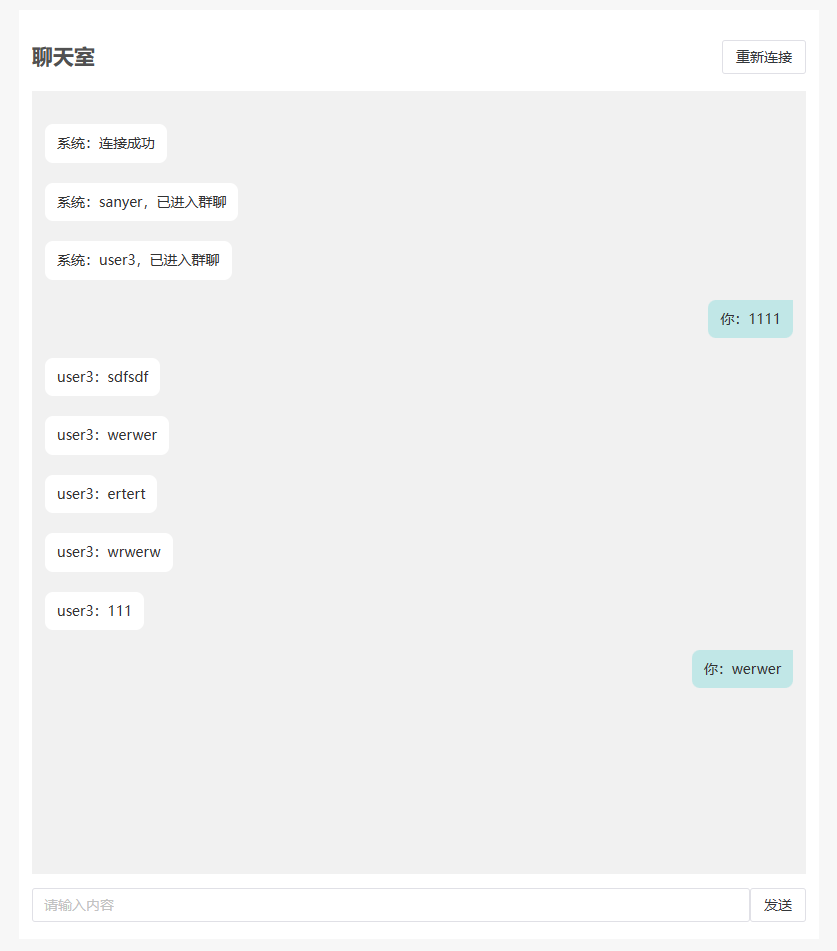 聊天室
重新连接
系统：连接成功
系统：sanyer，已进入群聊
系统：user3，已进入群聊
你：1111
user3：sdfsdf
user3：werwer
user3：ertert
user3：wrwerw
user3：111
你：werwer
请输入内容
发送